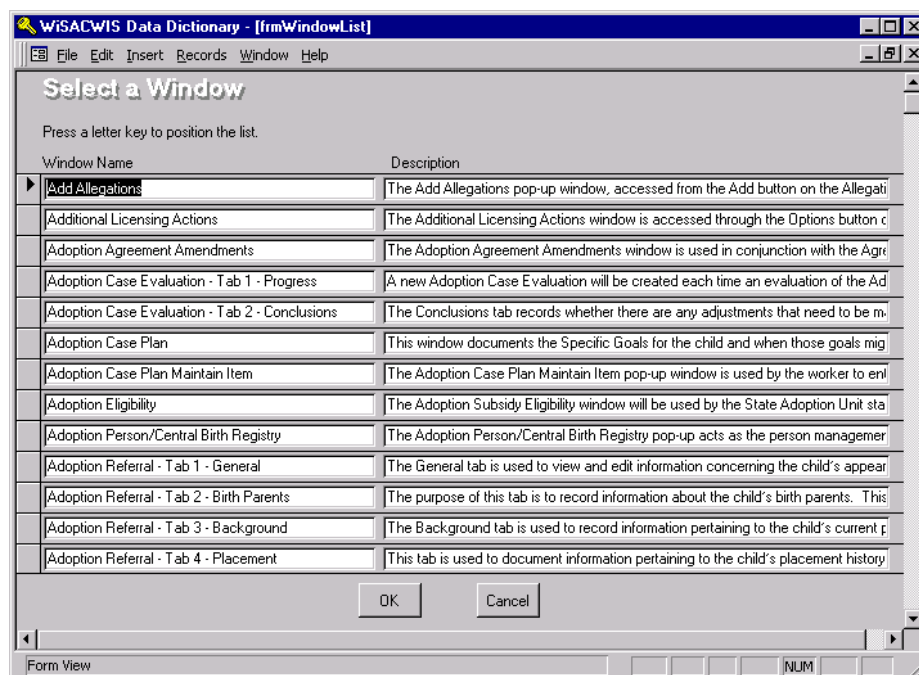 WiSACWIS Data Dictionary - [frmWindowList]
File Edit Insert Records Window Help
Select a Window
Press a letter key to position the list.
Window Name Description
Add Allegations The Add Allegations pop-up window, accessed from the Add button on the Allegati
Additional Licensing Actions The Additional Licensing Actions window is accessed through the Options button
Adoption Agreement Amendments The Adoption Agreement Amendments window is used in conjunction with the Agre
Adoption Case Evaluation - Tab 1 - Progress A new Adoption Case Evaluation will be created each time an evaluation of the Ad
Adoption Case Evaluation - Tab 2 - Conclusions The Conclusions tab records whether there are any adjustments that need to be m
Adoption Case Plan This window documents the Specific Goals for the child and when those goals mig
Adoption Case Plan Maintain Item The Adoption Case Plan Maintain Item pop-up window is used by the worker to ent
Adoption Eligibility The Adoption Subsidy Eligibility window will be used by the State Adoption Unit sta
Adoption Person/Central Birth Registry The Adoption Person/Central Birth Registry pop-up acts as the person managemer
Adoption Referral - Tab 1 - General The General tab is used to view and edit information concerning the child's appear
Adoption Referral - Tab 2 - Birth Parents The purpose of this tab is to record information about the child's birth parents. This
Adoption Referral - Tab 3 - Background The Background tab is used to record information pertaining to the child's current p
Adoption Referral - Tab 4 - Placement This tab is used to document information pertaining to the child's placement history
OK Cancel
Form View NUM